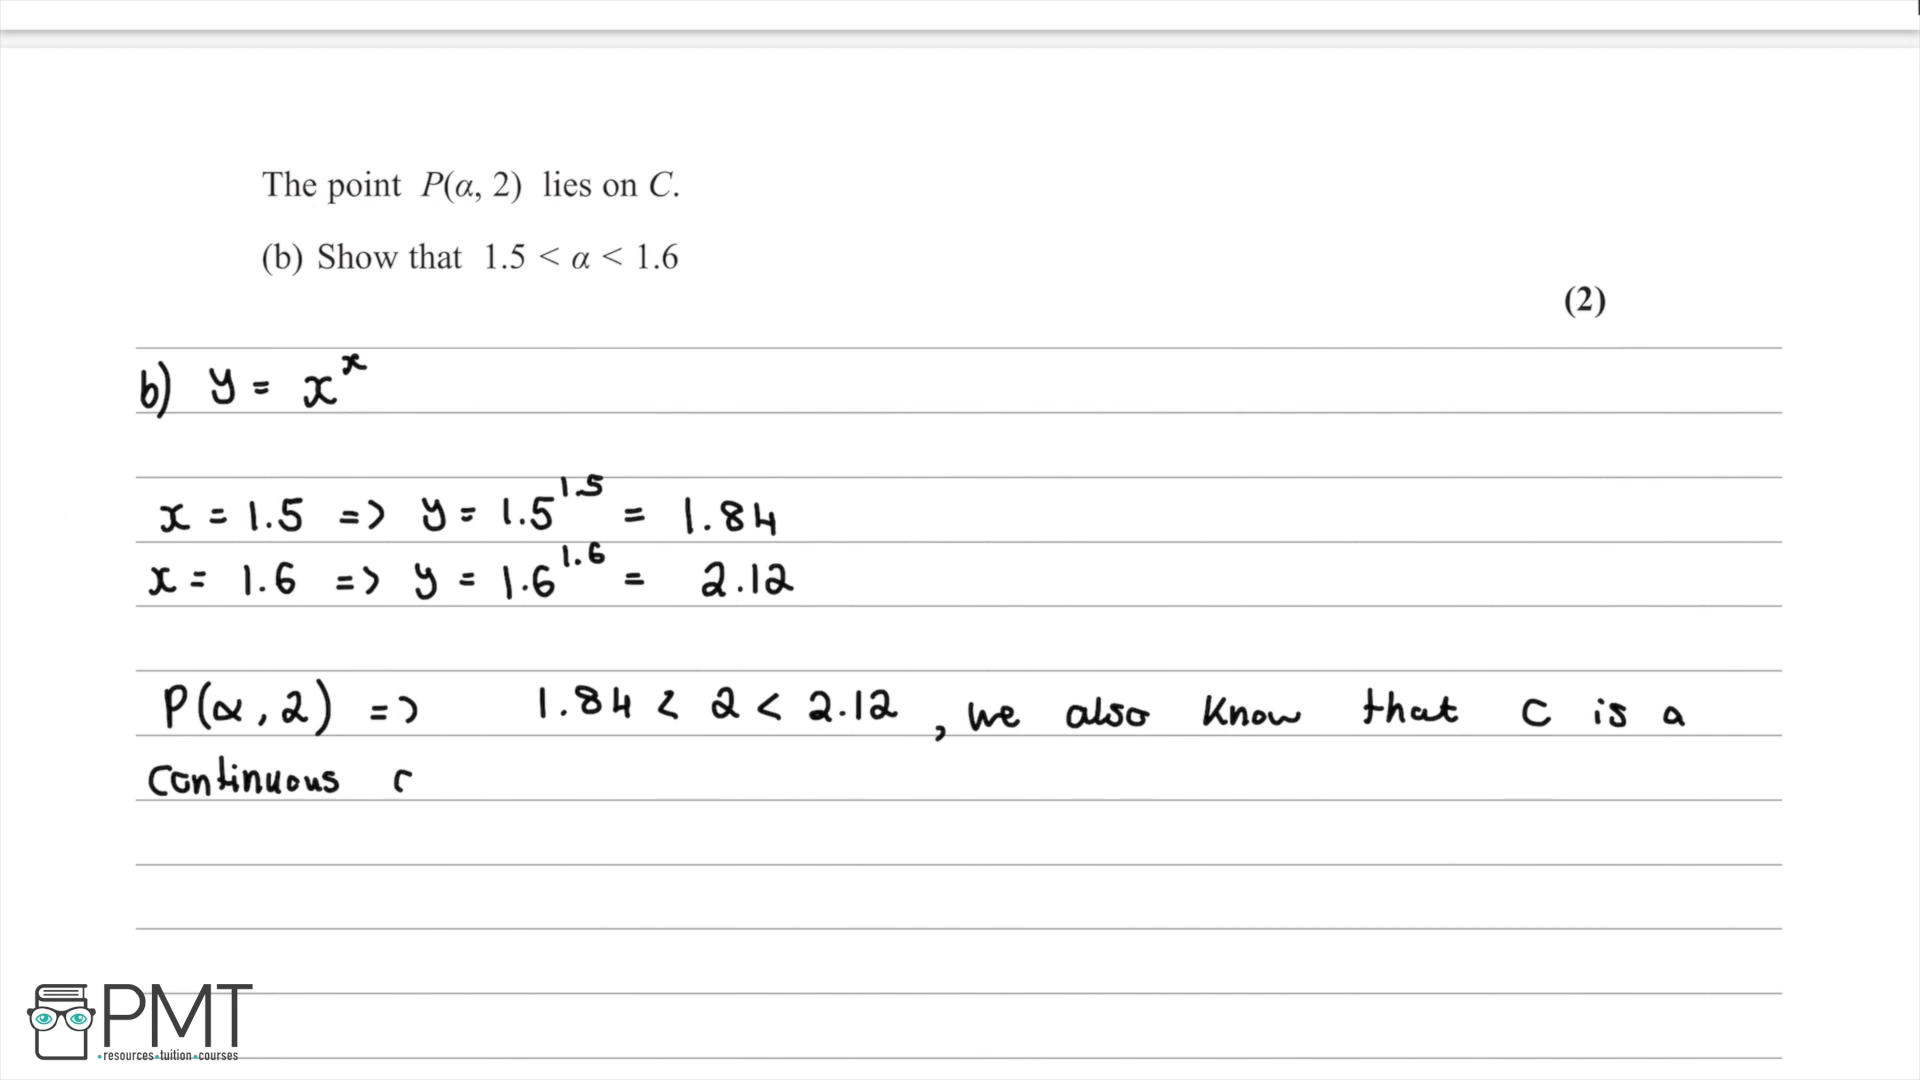 The point P(α, 2) lies on C.
(b) Show that 1.5 < α < 1.6
(2)
b) y = x^x
x = 1.5 => y = 1.5^1.5 = 1.84
x = 1.6 => y = 1.6^1.6 = 2.12
P(α, 2) => 1.84 < 2 < 2.12, we also know that C is a
continuous c
PMT
•resources•tuition•courses